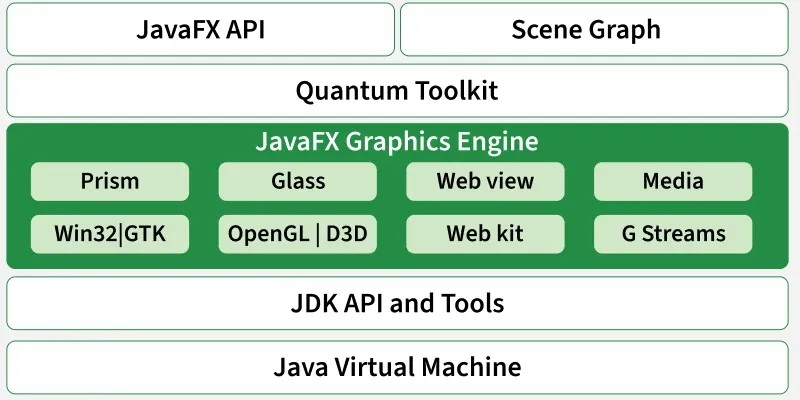 JavaFX API
Scene Graph
Quantum Toolkit
JavaFX Graphics Engine
Prism
Glass
Web view
Media
Win32|GTK
OpenGL | D3D
Web kit
G Streams
JDK API and Tools
Java Virtual Machine